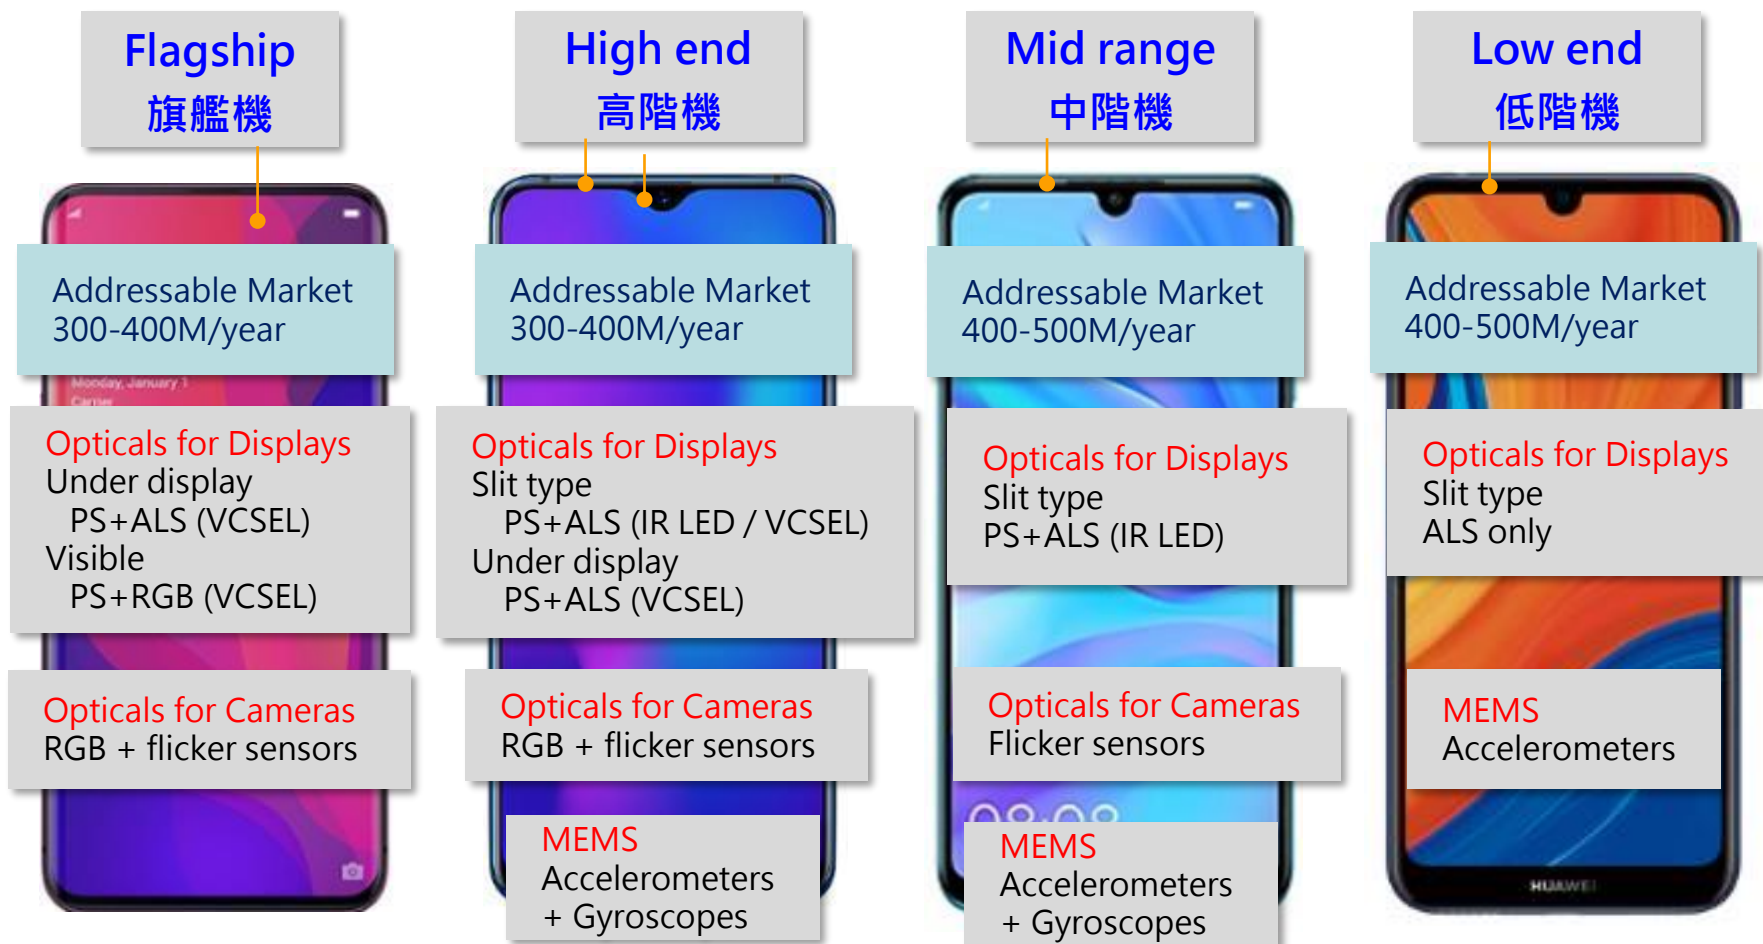 Flagship
旗艦機
Addressable Market
300-400M/year
Monday, January 1
Carrier
Opticals for Displays
Under display
PS+ALS (VCSEL)
Visible
PS+RGB (VCSEL)
Opticals for Cameras
RGB + flicker sensors
High end
高階機
Addressable Market
300-400M/year
Opticals for Displays
Slit type
PS+ALS (IR LED / VCSEL)
Under display
PS+ALS (VCSEL)
Opticals for Cameras
RGB + flicker sensors
MEMS
Accelerometers
+ Gyroscopes
Mid range
中階機
Addressable Market
400-500M/year
Opticals for Displays
Slit type
PS+ALS (IR LED)
Opticals for Cameras
Flicker sensors
MEMS
Accelerometers
+ Gyroscopes
Low end
低階機
Addressable Market
400-500M/year
Opticals for Displays
Slit type
ALS only
MEMS
Accelerometers
HUAWEI